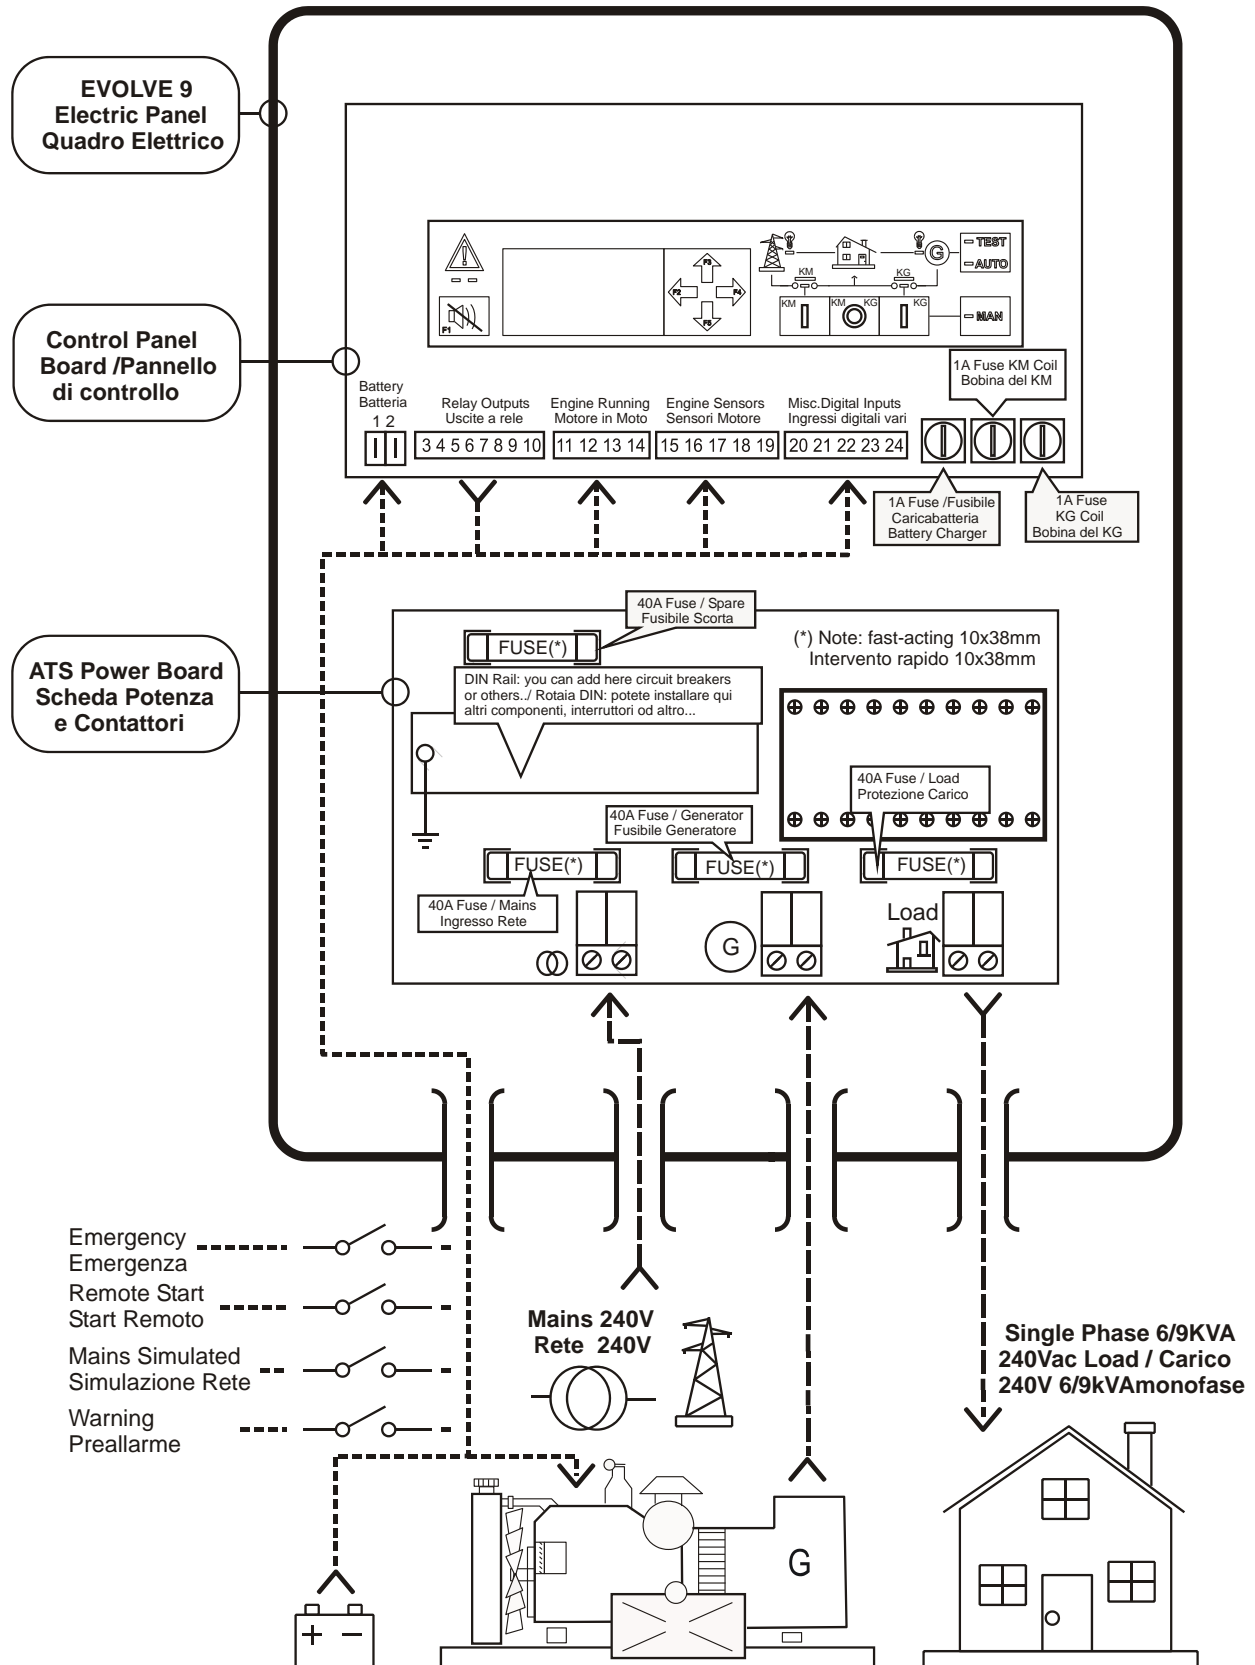 EVOLVE 9
Electric Panel
Quadro Elettrico
F3
F2
F4
F5
F1
G
TEST
AUTO
KM
KG
KM
KM
KG
KG
MAN
Control Panel
Board /Pannello
di controllo
1A Fuse KM Coil
Bobina del KM
Battery
Batteria
1 2
Relay Outputs
Uscite a rele
3 4 5 6 7 8 9 10
Engine Running
Motore in Moto
11 12 13 14
Engine Sensors
Sensori Motore
15 16 17 18 19
Misc.Digital Inputs
Ingressi digitali vari
20 21 22 23 24
1A Fuse /Fusibile
Caricabatteria
Battery Charger
1A Fuse
KG Coil
Bobina del KG
40A Fuse / Spare
Fusibile Scorta
FUSE(*)
(*) Note: fast-acting 10x38mm
Intervento rapido 10x38mm
ATS Power Board
Scheda Potenza
e Contattori
DIN Rail: you can add here circuit breakers
or others../ Rotaia DIN: potete installare qui
altri componenti, interruttori od altro...
40A Fuse / Load
Protezione Carico
40A Fuse / Generator
Fusibile Generatore
FUSE(*)
FUSE(*)
FUSE(*)
40A Fuse / Mains
Ingresso Rete
Load
G
Emergency
Emergenza
Remote Start
Start Remoto
Mains Simulated
Simulazione Rete
Warning
Preallarme
Mains 240V
Rete 240V
Single Phase 6/9KVA
240Vac Load / Carico
240V 6/9kVAmonofase
G
+ −